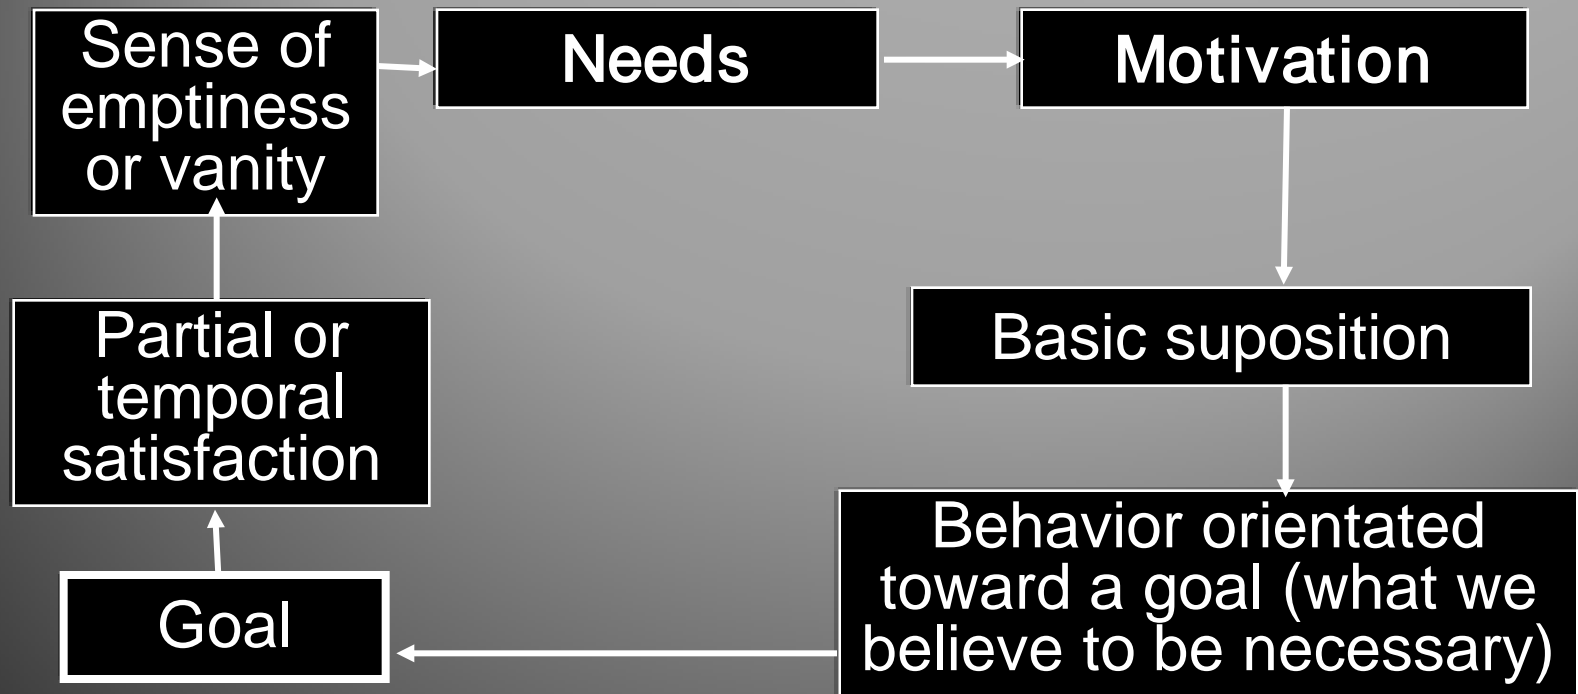 Sense of
emptiness
or vanity
Needs
Motivation
Basic suposition
Behavior orientated
toward a goal (what we
believe to be necessary)
Goal
Partial or
temporal
satisfaction